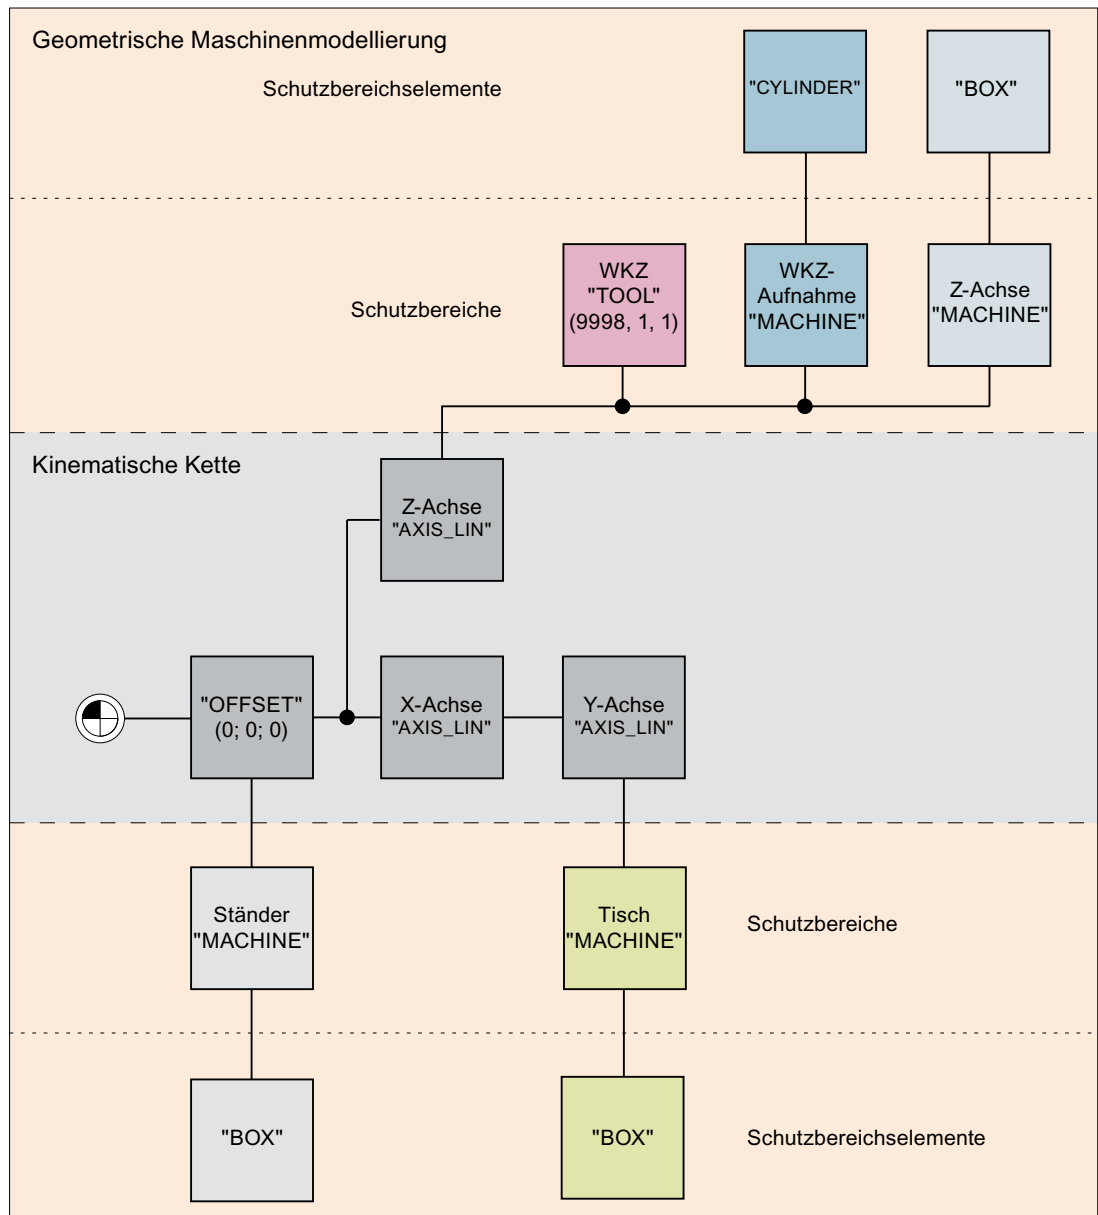 Geometrische Maschinenmodellierung
Schutzbereichselemente
"CYLINDER"
"BOX"
Schutzbereiche
WKZ
"TOOL"
(9998, 1, 1)
WKZ-
Aufnahme
"MACHINE"
Z-Achse
"MACHINE"
Kinematische Kette
Z-Achse
"AXIS_LIN"
"OFFSET"
(0; 0; 0)
X-Achse
"AXIS_LIN"
Y-Achse
"AXIS_LIN"
Ständer
"MACHINE"
Tisch
"MACHINE"
Schutzbereiche
"BOX"
"BOX"
Schutzbereichselemente